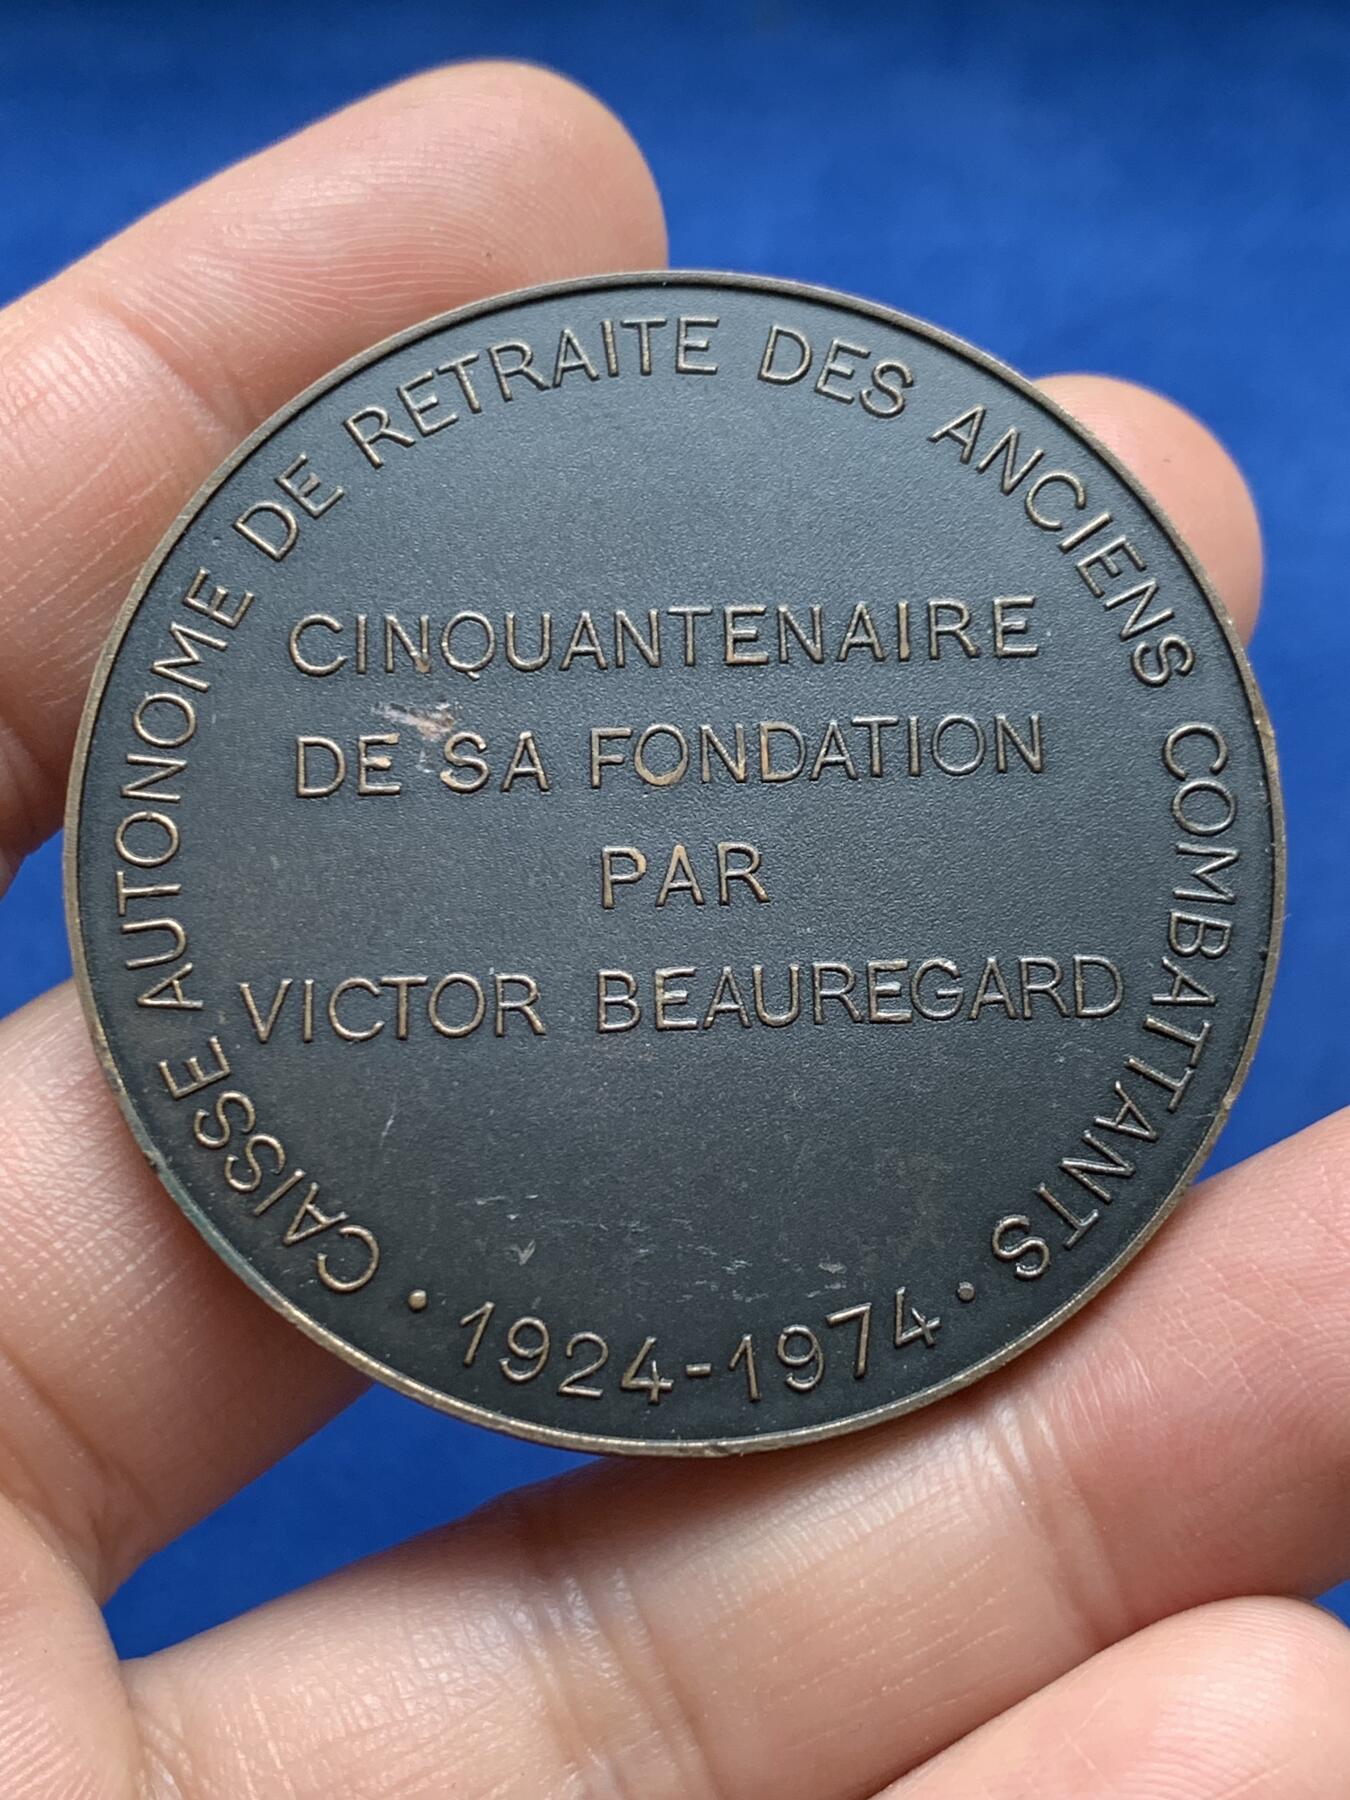 CAISSE AUTONOME DE RETRAITE DES ANCIENS COMBATTANTS
CINQUANTENAIRE
DE SA FONDATION
PAR
VICTOR BEAUREGARD
• 1924-1974 •